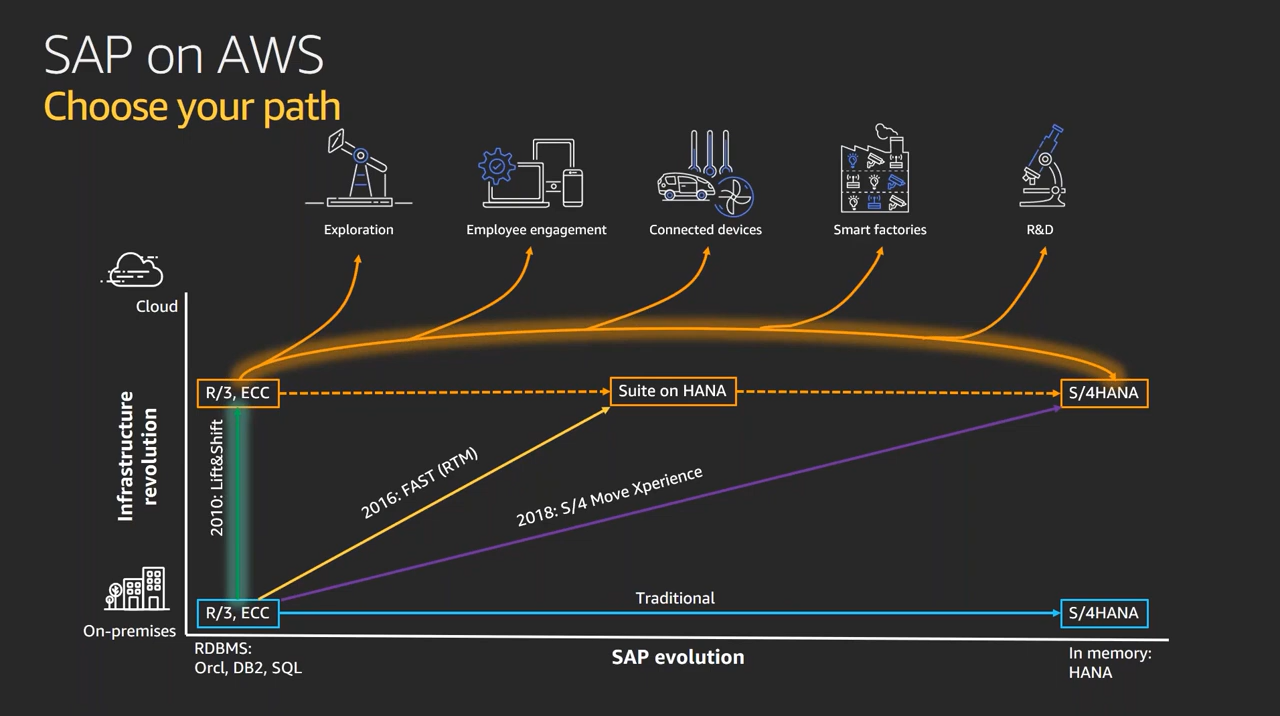 SAP on AWS
Choose your path
Exploration
Employee engagement
Connected devices
Smart factories
R&D
Cloud
R/3, ECC
Suite on HANA
S/4HANA
Infrastructure
revolution
2010: Lift&Shift
2016: FAST (RTM)
2018: S/4 Move Xperience
On-premises
R/3, ECC
Traditional
S/4HANA
RDBMS:
Orcl, DB2, SQL
SAP evolution
In memory:
HANA